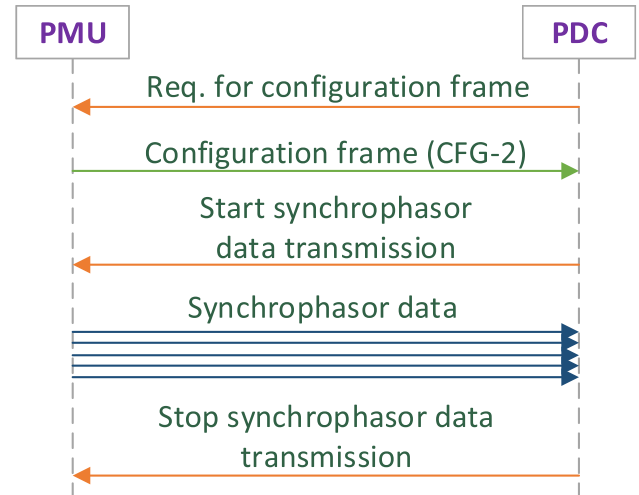 PMU
PDC
Req. for configuration frame
Configuration frame (CFG-2)
Start synchrophasor
data transmission
Synchrophasor data
Stop synchrophasor data
transmission